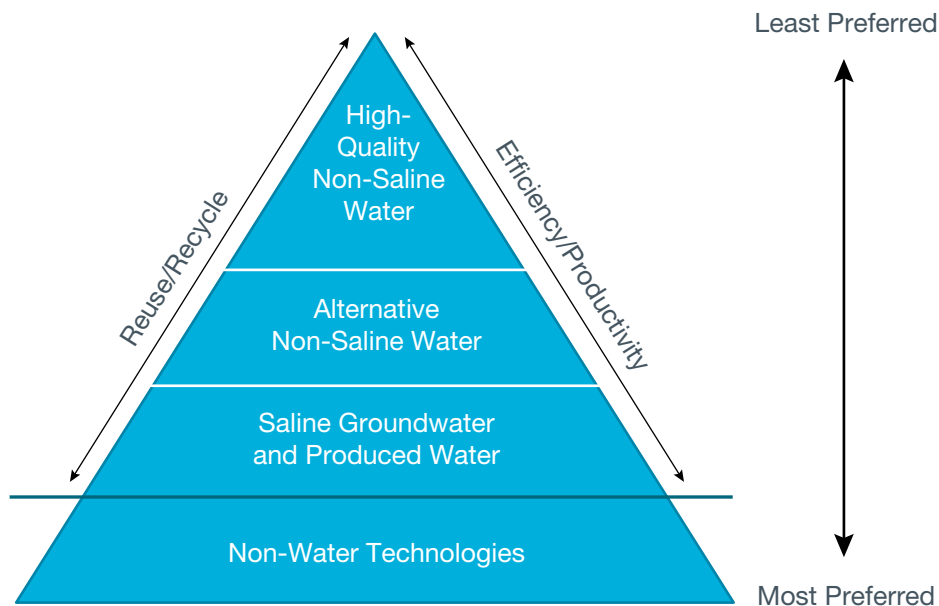 Least Preferred
High-
Quality
Non-Saline
Water
Reuse/Recycle
Efficiency/Productivity
Alternative
Non-Saline Water
Saline Groundwater
and Produced Water
Non-Water Technologies
Most Preferred